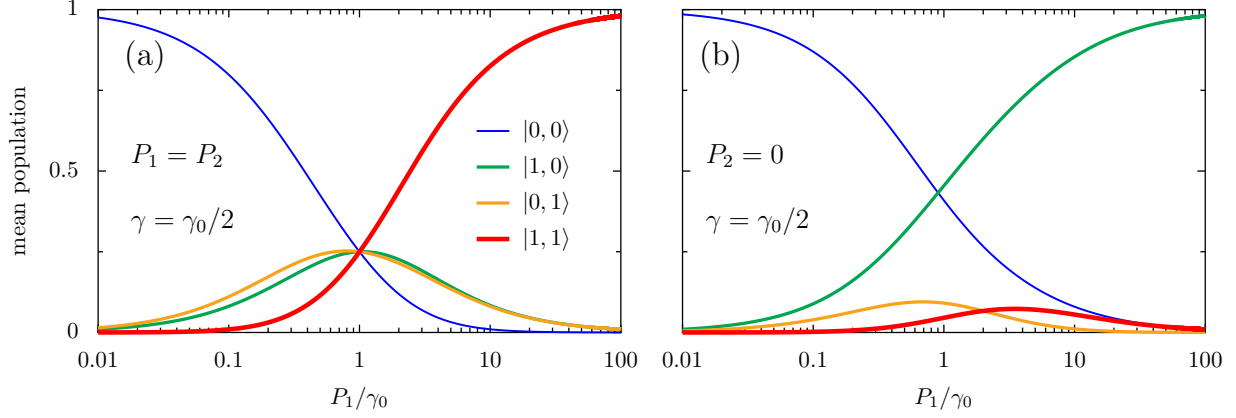 mean population
1
0.5
0
(a)
P₁ = P₂
γ = γ₀/2
|0, 0⟩
|1, 0⟩
|0, 1⟩
|1, 1⟩
0.01 0.1 1 10 100
P₁/γ₀
(b)
P₂ = 0
γ = γ₀/2
0.01 0.1 1 10 100
P₁/γ₀